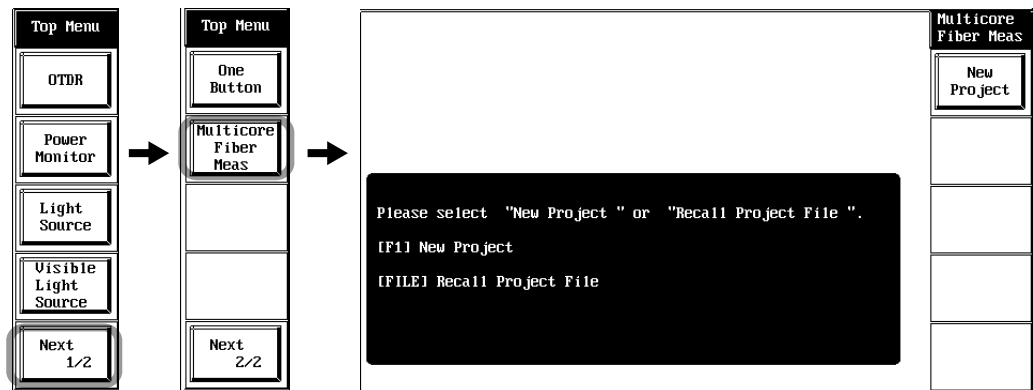 Top Menu
OTDR
Power
Monitor
Light
Source
Visible
Light
Source
Next
1/2
Top Menu
One
Button
Multicore
Fiber
Meas
Next
2/2
Please select "New Project " or "Recall Project File ".
[F1] New Project
[FILE] Recall Project File
Multicore
Fiber Meas
New
Project